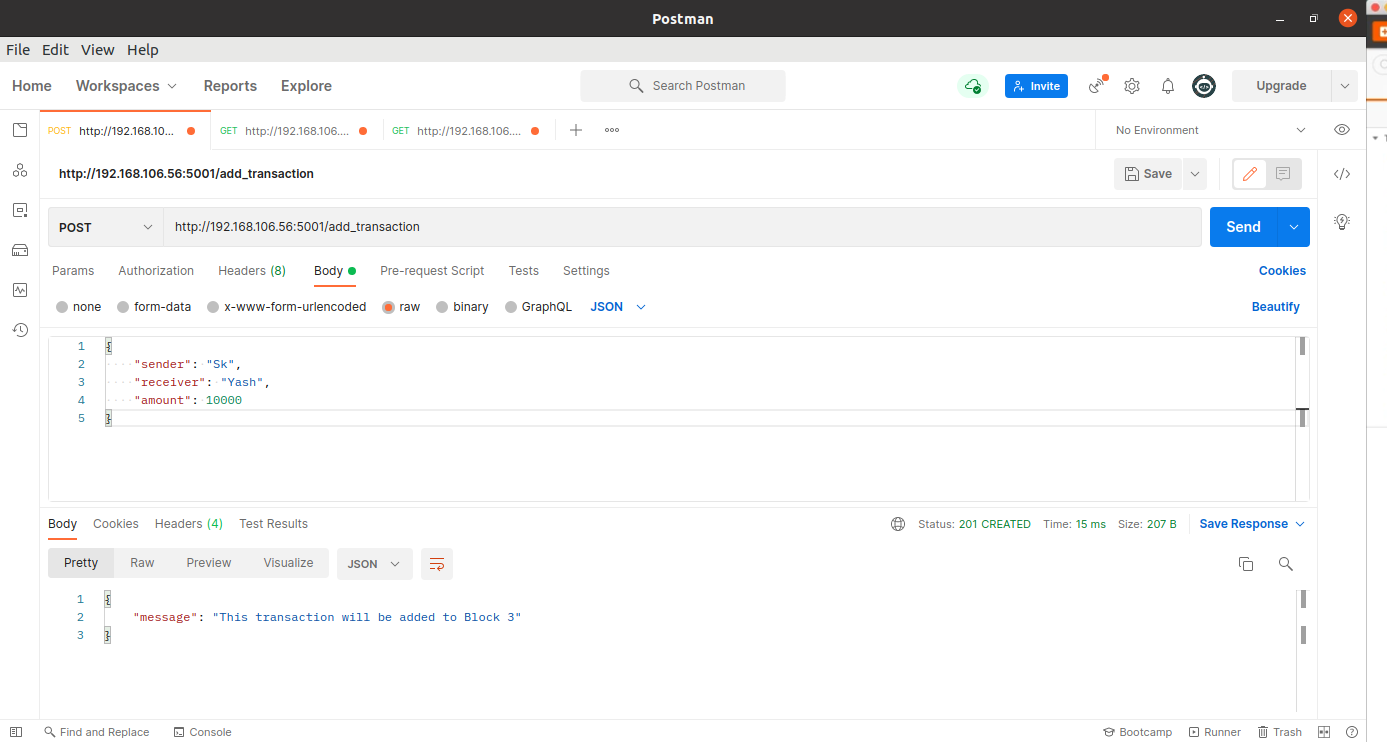 Postman
File Edit View Help
Home Workspaces Reports Explore Search Postman Invite Upgrade
POST http://192.168.10... GET http://192.168.106.... GET http://192.168.106.... No Environment
http://192.168.106.56:5001/add_transaction Save
POST http://192.168.106.56:5001/add_transaction Send
Params Authorization Headers (8) Body Pre-request Script Tests Settings Cookies
none form-data x-www-form-urlencoded raw binary GraphQL JSON Beautify
1 {
2 "sender": "Sk",
3 "receiver": "Yash",
4 "amount": 10000
5 }
Body Cookies Headers (4) Test Results Status: 201 CREATED Time: 15 ms Size: 207 B Save Response
Pretty Raw Preview Visualize JSON
1 {
2 "message": "This transaction will be added to Block 3"
3 }
Find and Replace Console Bootcamp Runner Trash